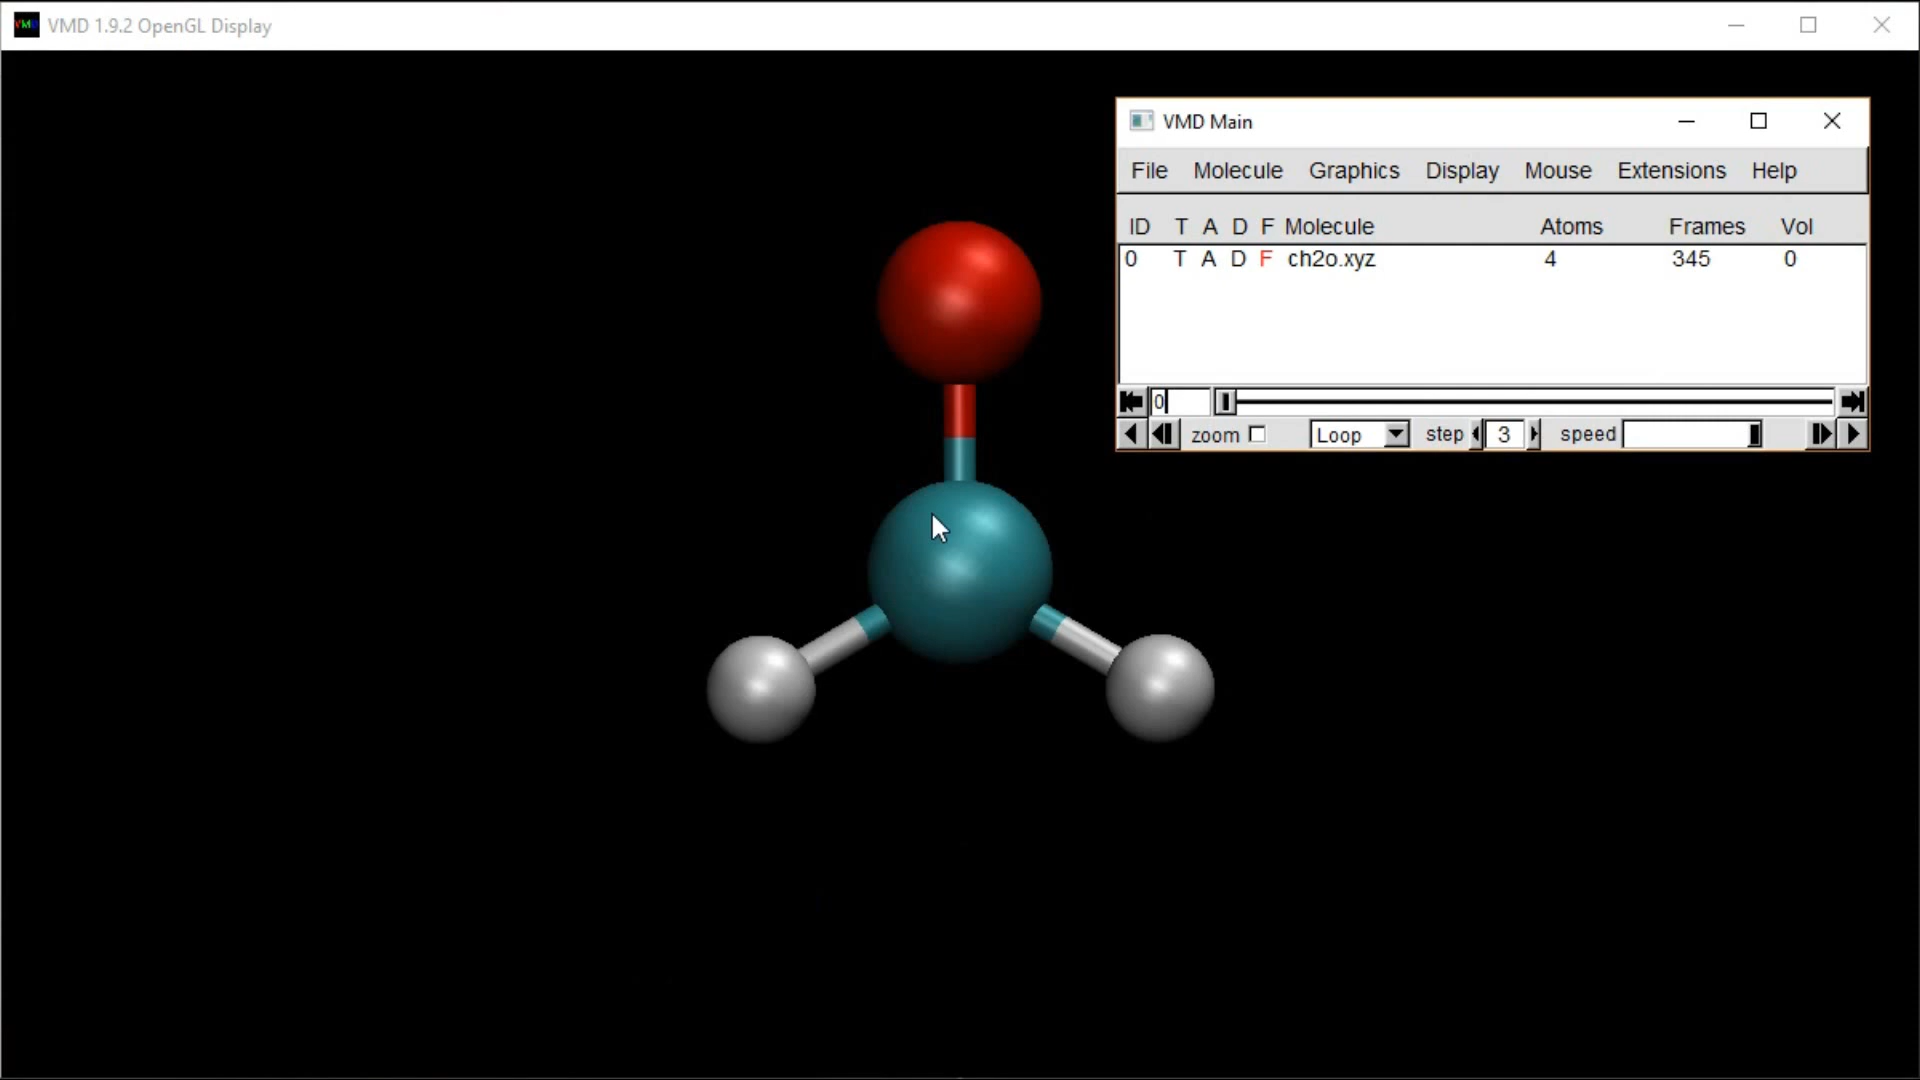 VMD 1.9.2 OpenGL Display
VMD Main
File Molecule Graphics Display Mouse Extensions Help
ID T A D F Molecule Atoms Frames Vol
0 T A D F ch2o.xyz 4 345 0
0
zoom Loop step 3 speed